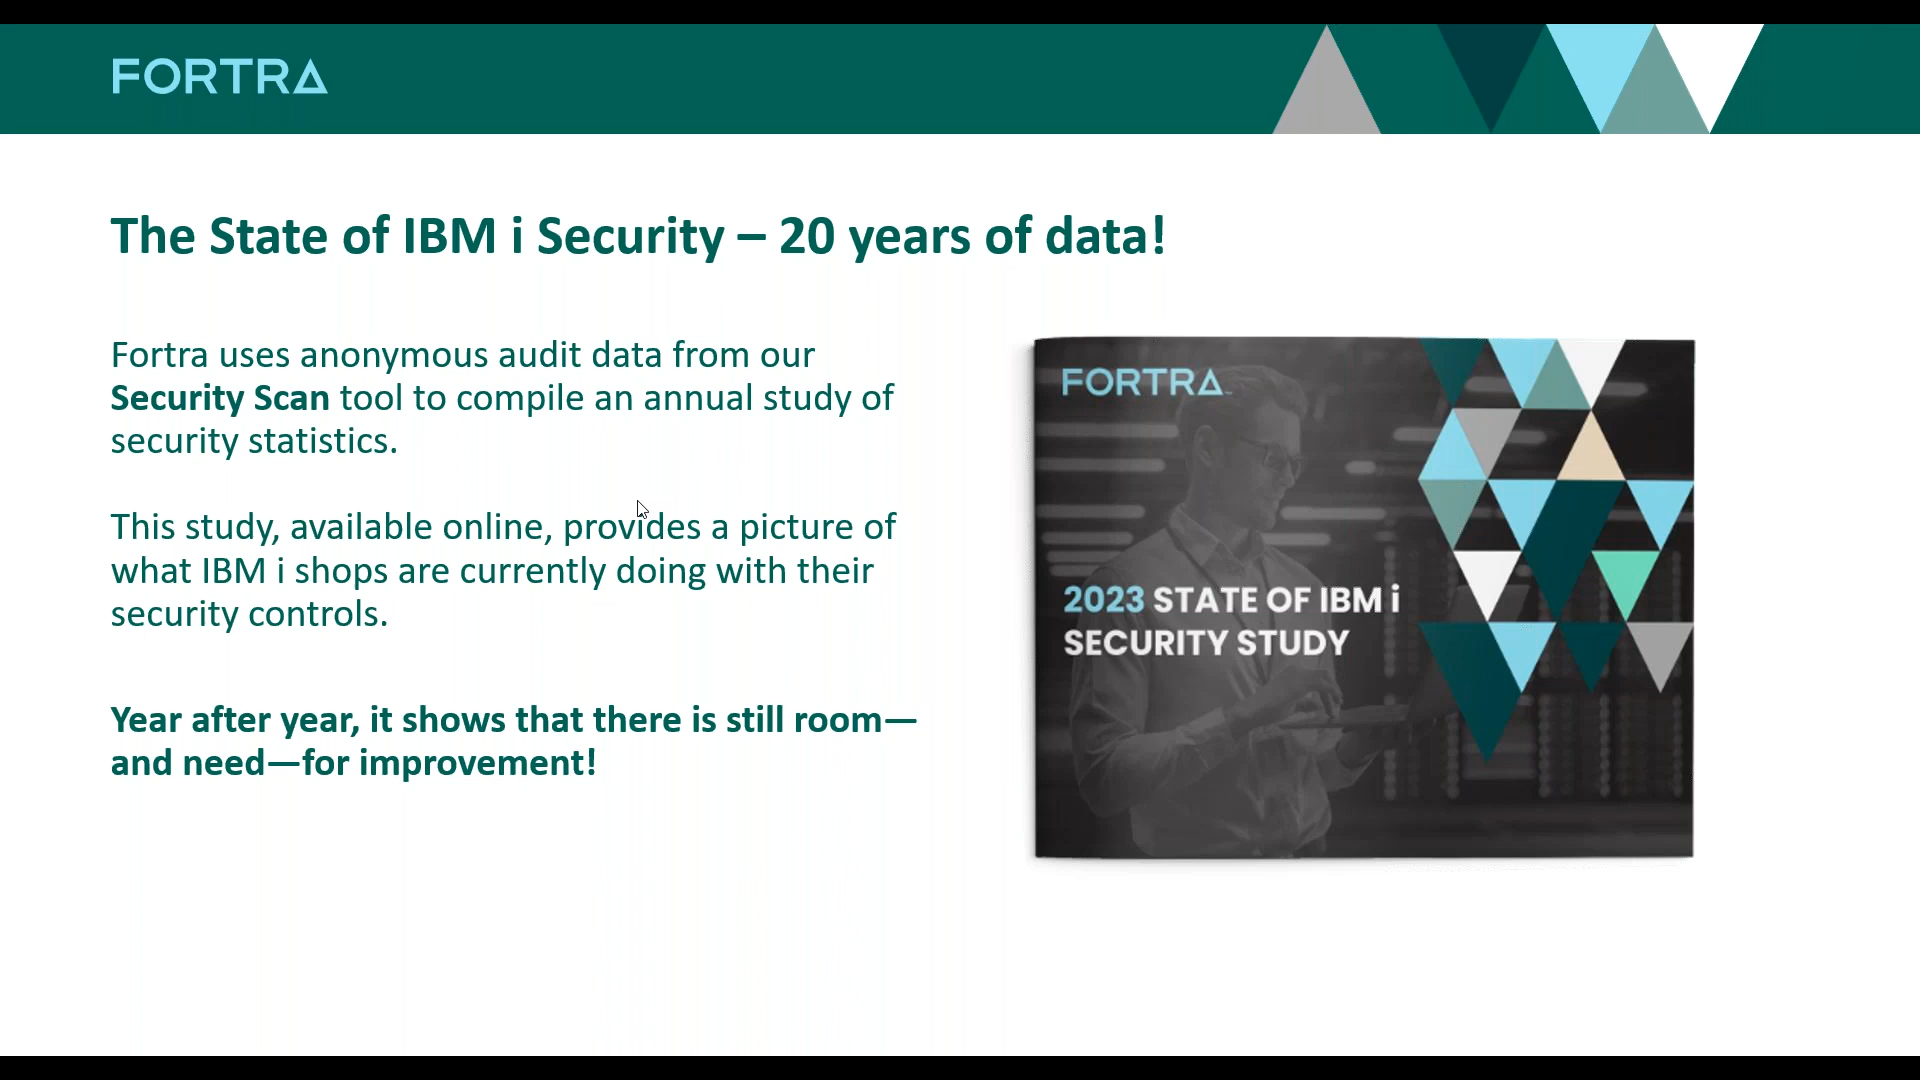 FORTRA
The State of IBM i Security – 20 years of data!
Fortra uses anonymous audit data from our
Security Scan tool to compile an annual study of
security statistics.
This study, available online, provides a picture of
what IBM i shops are currently doing with their
security controls.
Year after year, it shows that there is still room—
and need—for improvement!
FORTRA
2023 STATE OF IBM i
SECURITY STUDY